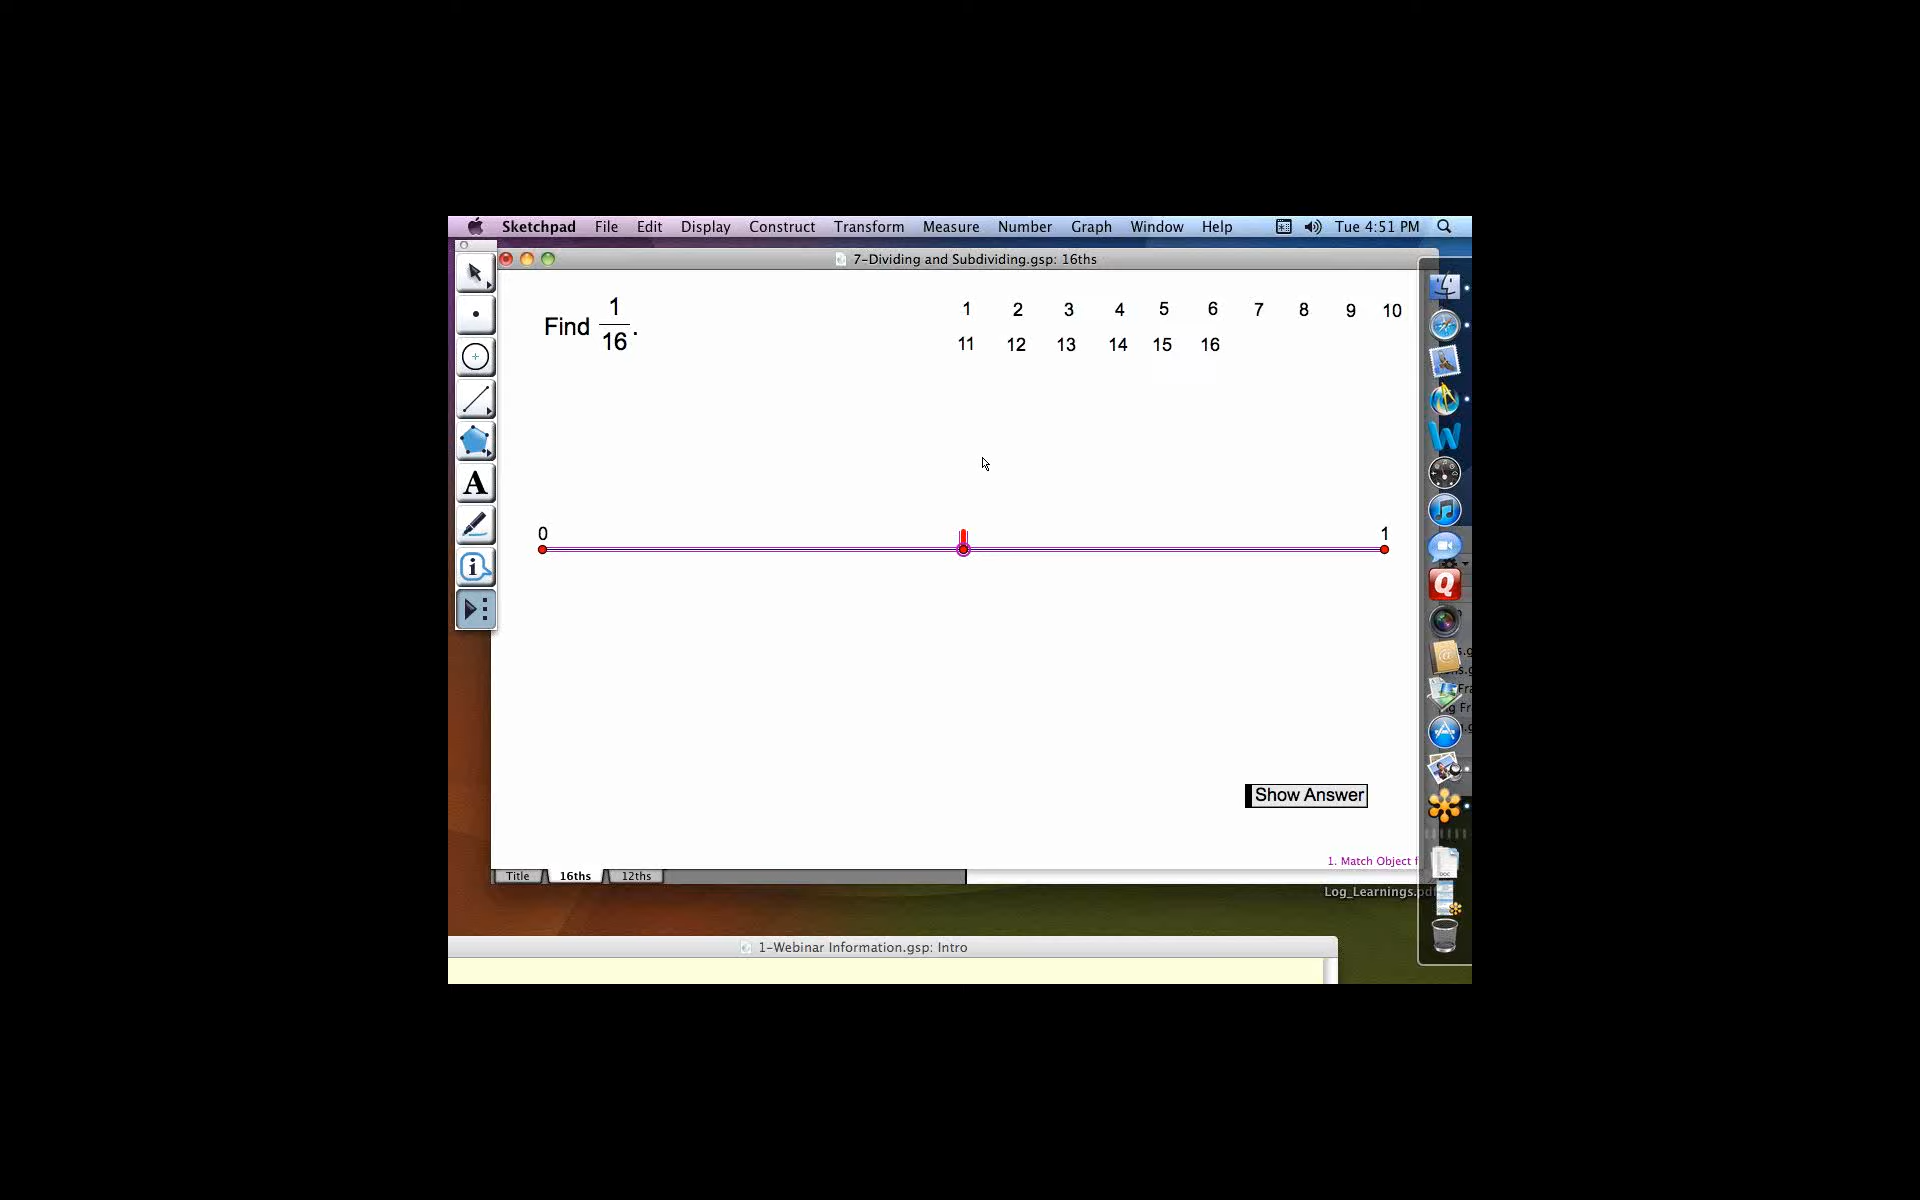 Sketchpad File Edit Display Construct Transform Measure Number Graph Window Help Tue 4:51 PM
7-Dividing and Subdividing.gsp: 16ths
Find 1/16.
1 2 3 4 5 6 7 8 9 10
11 12 13 14 15 16
A
0 1
Show Answer
1. Match Object f
Title 16ths 12ths
Log_Learnings.pd
1-Webinar Information.gsp: Intro